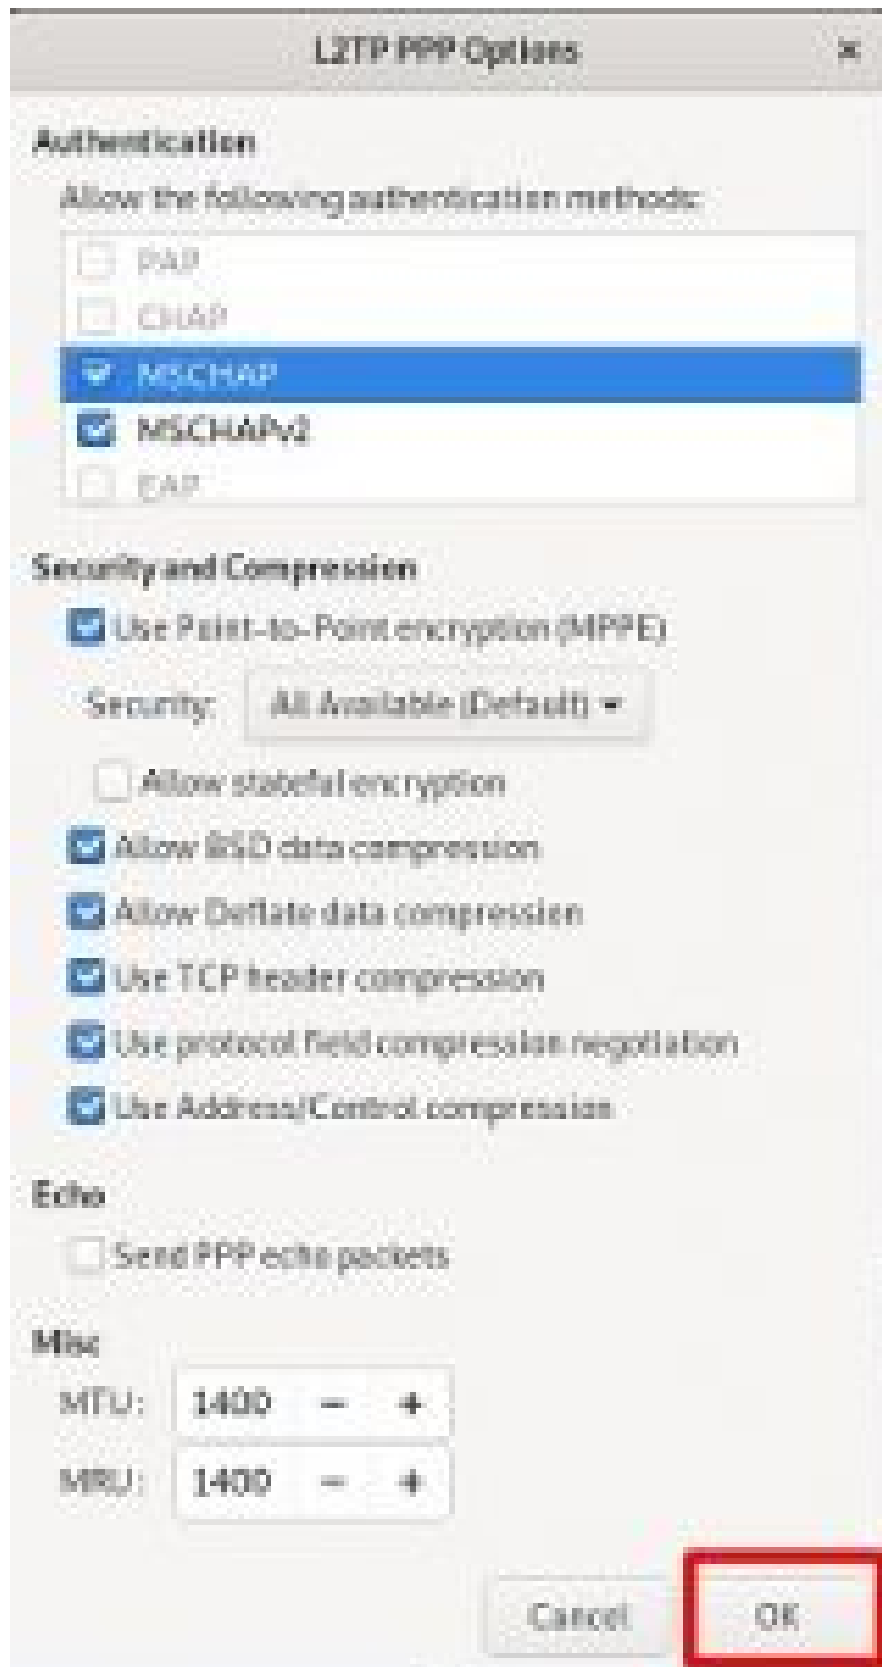 L2TP PPP Options
Authentication
Allow the following authentication methods:
PAP
CHAP
MSCHAP
MSCHAPv2
EAP
Security and Compression
Use Point-to-Point encryption (MPPE)
Security: All Available (Default)
Allow stateful encryption
Allow BSD data compression
Allow Deflate data compression
Use TCP header compression
Use protocol field compression negotiation
Use Address/Control compression
Echo
Send PPP echo packets
Misc
MTU: 1400 − +
MRU: 1400 − +
Cancel OK